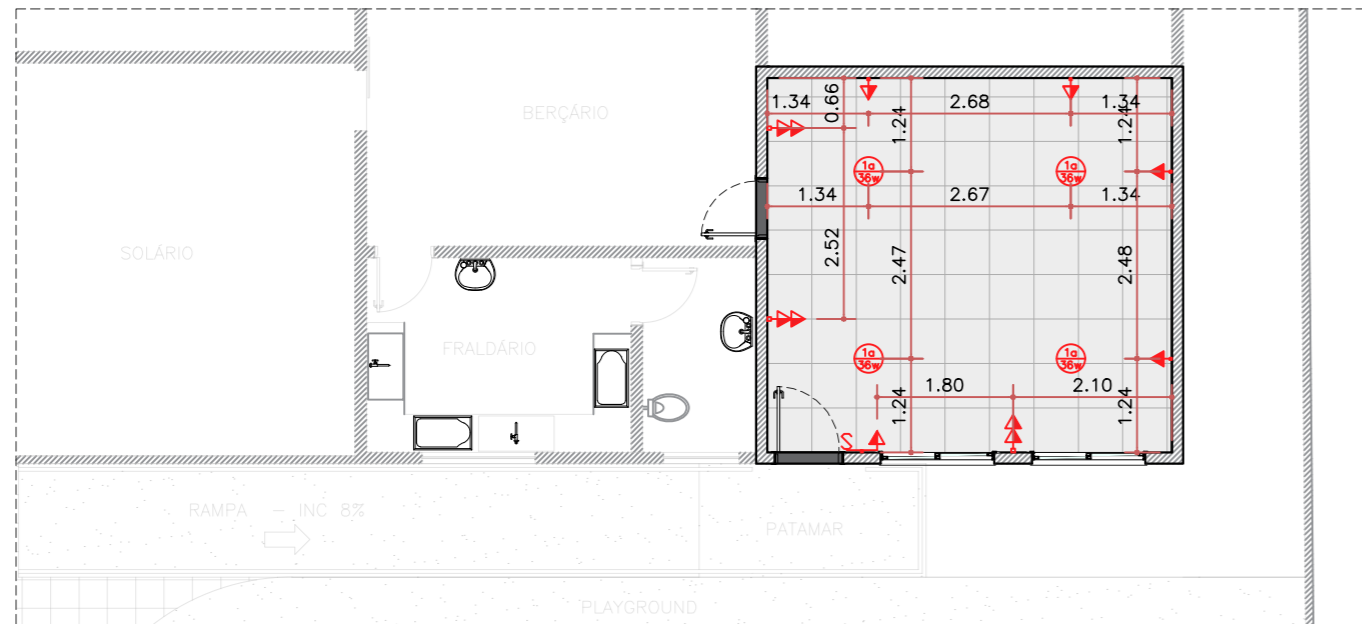 1.34
0.66
2.68
1.34
1.24
1.24
BERÇÁRIO
1a
36w
1a
36w
1.34
2.67
1.34
SOLÁRIO
2.52
2.47
2.48
FRALDÁRIO
1a
36w
1a
36w
1.80
2.10
1.24
1.24
S
RAMPA – INC 8%
PATAMAR
PLAYGROUND